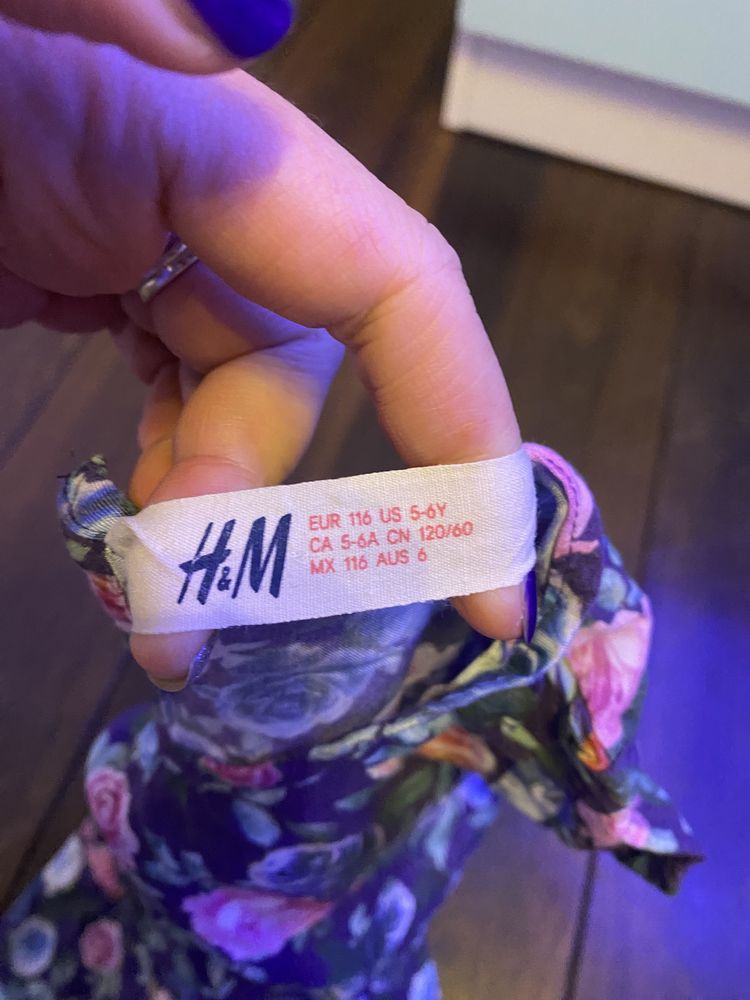 H&M
EUR 116 US 5-6Y
CA 5-6A CN 120/60
MX 116 AUS 6